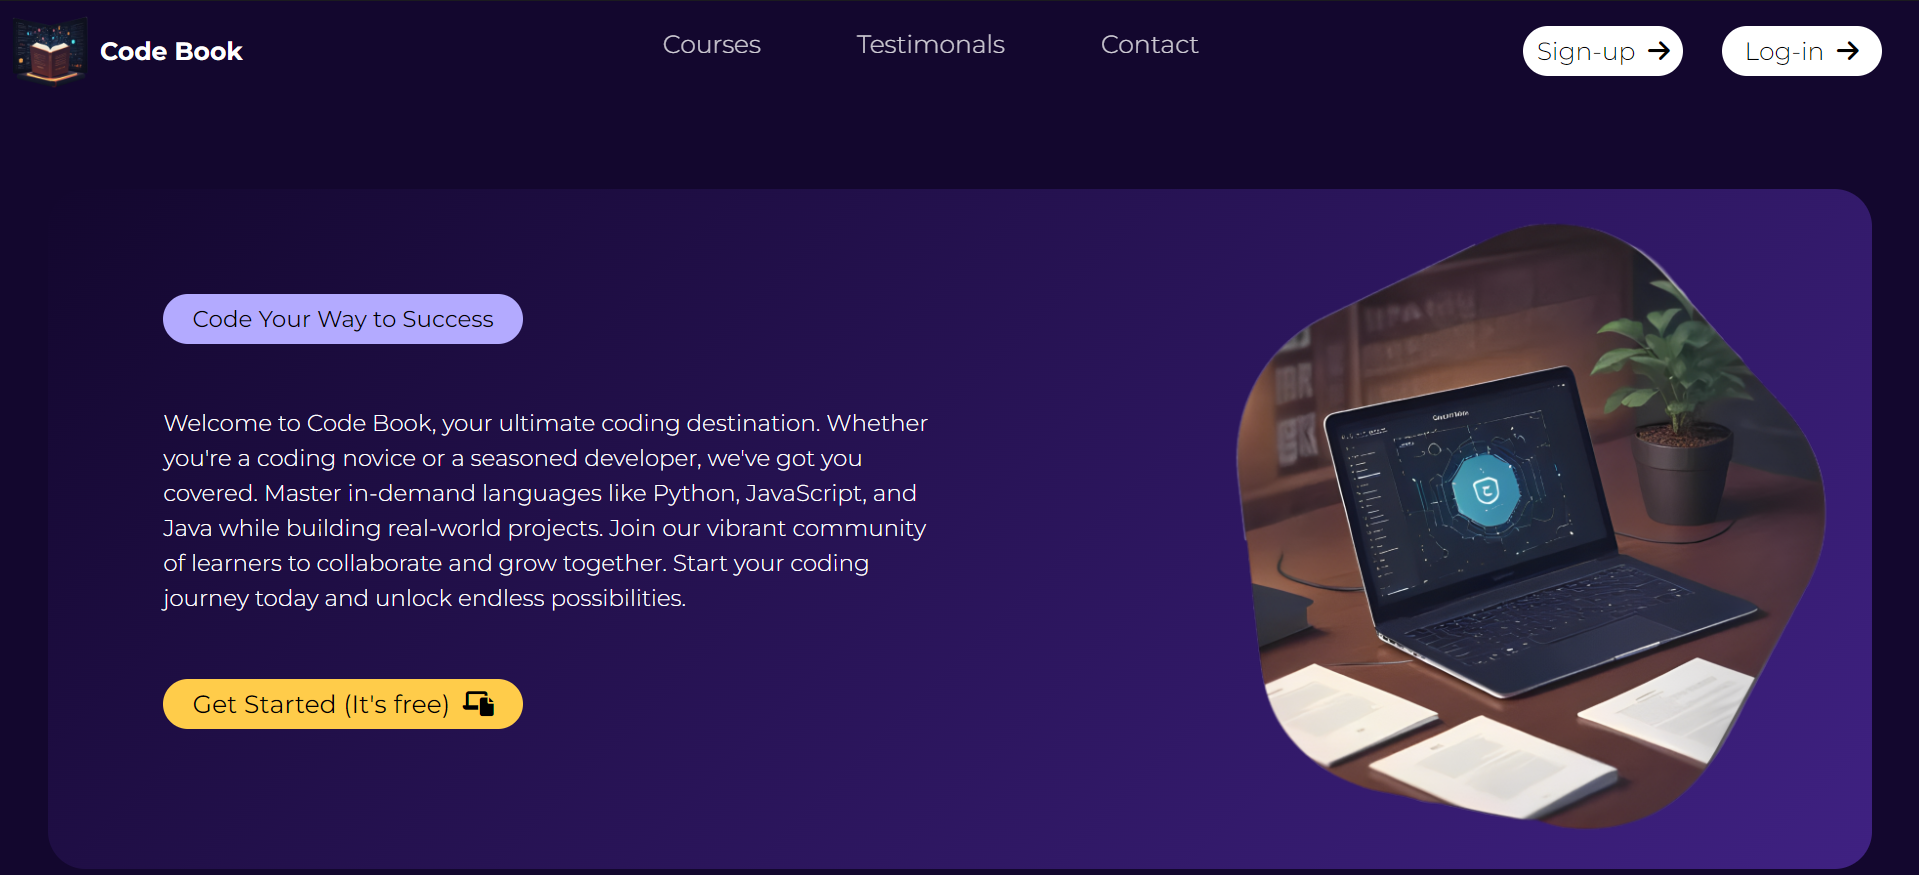 Code Book
Courses
Testimonals
Contact
Sign-up
Log-in
Code Your Way to Success
Welcome to Code Book, your ultimate coding destination. Whether
you're a coding novice or a seasoned developer, we've got you
covered. Master in-demand languages like Python, JavaScript, and
Java while building real-world projects. Join our vibrant community
of learners to collaborate and grow together. Start your coding
journey today and unlock endless possibilities.
Get Started (It's free)